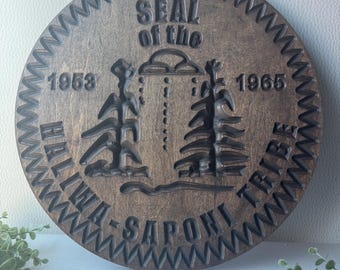 SEAL
of the
1953 1965
HALIWA-SAPONI TRIBE